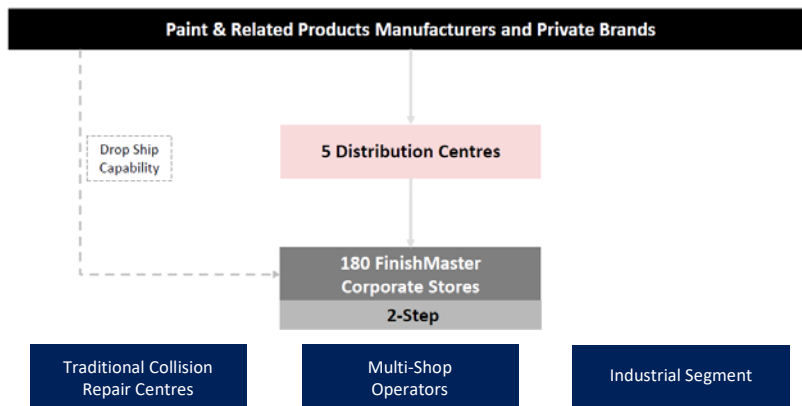 Paint & Related Products Manufacturers and Private Brands
Drop Ship
Capability
5 Distribution Centres
180 FinishMaster
Corporate Stores
2-Step
Traditional Collision
Repair Centres
Multi-Shop
Operators
Industrial Segment